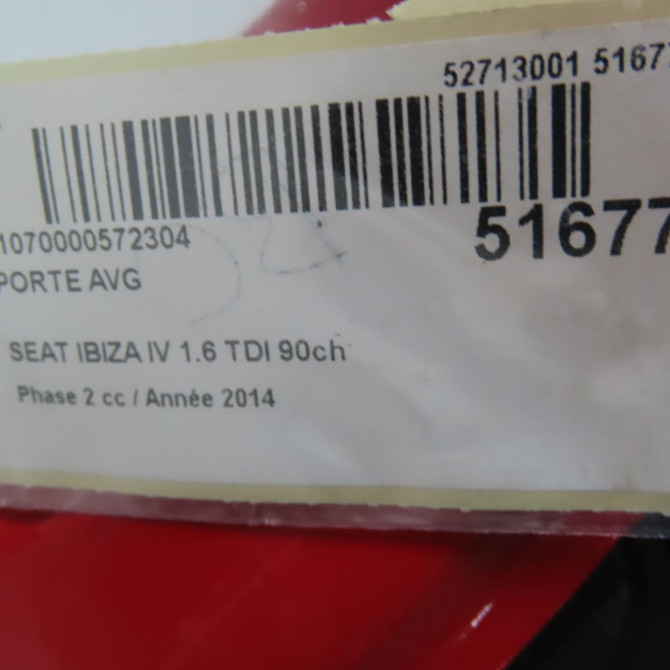 52713001 51677
51677
1070000572304
PORTE AVG
SEAT IBIZA IV 1.6 TDI 90ch
Phase 2 cc / Année 2014